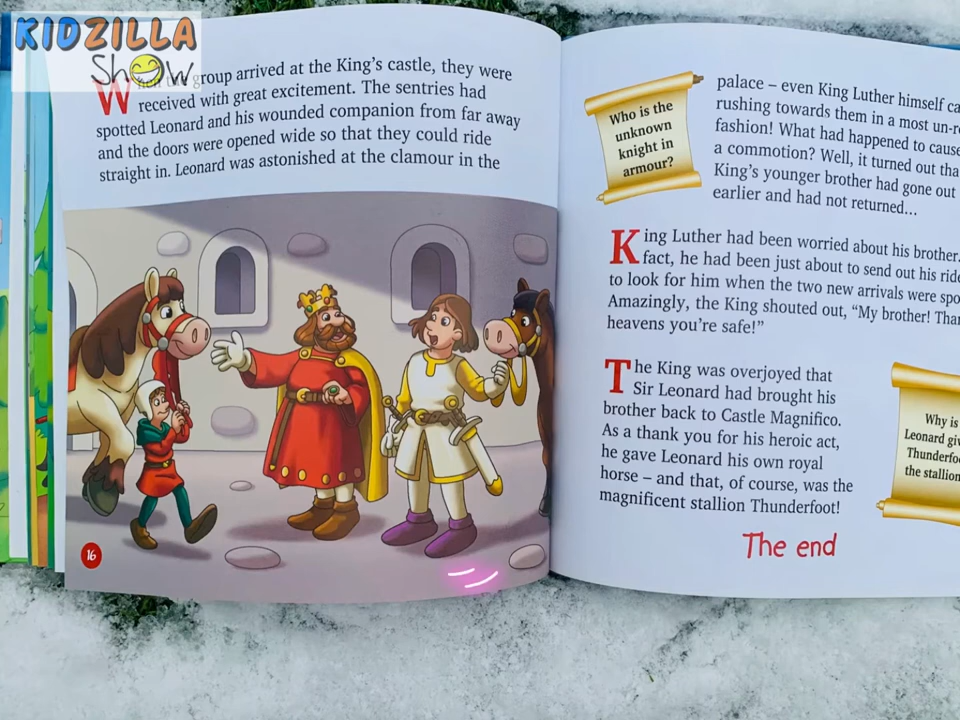 KIDZILLA
Show
When the group arrived at the King's castle, they were
received with great excitement. The sentries had
spotted Leonard and his wounded companion from far away
and the doors were opened wide so that they could ride
straight in. Leonard was astonished at the clamour in the
16
Who is the
unknown
knight in
armour?
palace – even King Luther himself ca
rushing towards them in a most un-r
fashion! What had happened to cause
a commotion? Well, it turned out tha
King's younger brother had gone out
earlier and had not returned...
King Luther had been worried about his brother.
fact, he had been just about to send out his ride
to look for him when the two new arrivals were spo
Amazingly, the King shouted out, "My brother! Tha
heavens you're safe!"
The King was overjoyed that
Sir Leonard had brought his
brother back to Castle Magnifico.
As a thank you for his heroic act,
he gave Leonard his own royal
horse – and that, of course, was the
magnificent stallion Thunderfoot!
The end
Why is
Leonard giv
Thunderfoo
the stallion